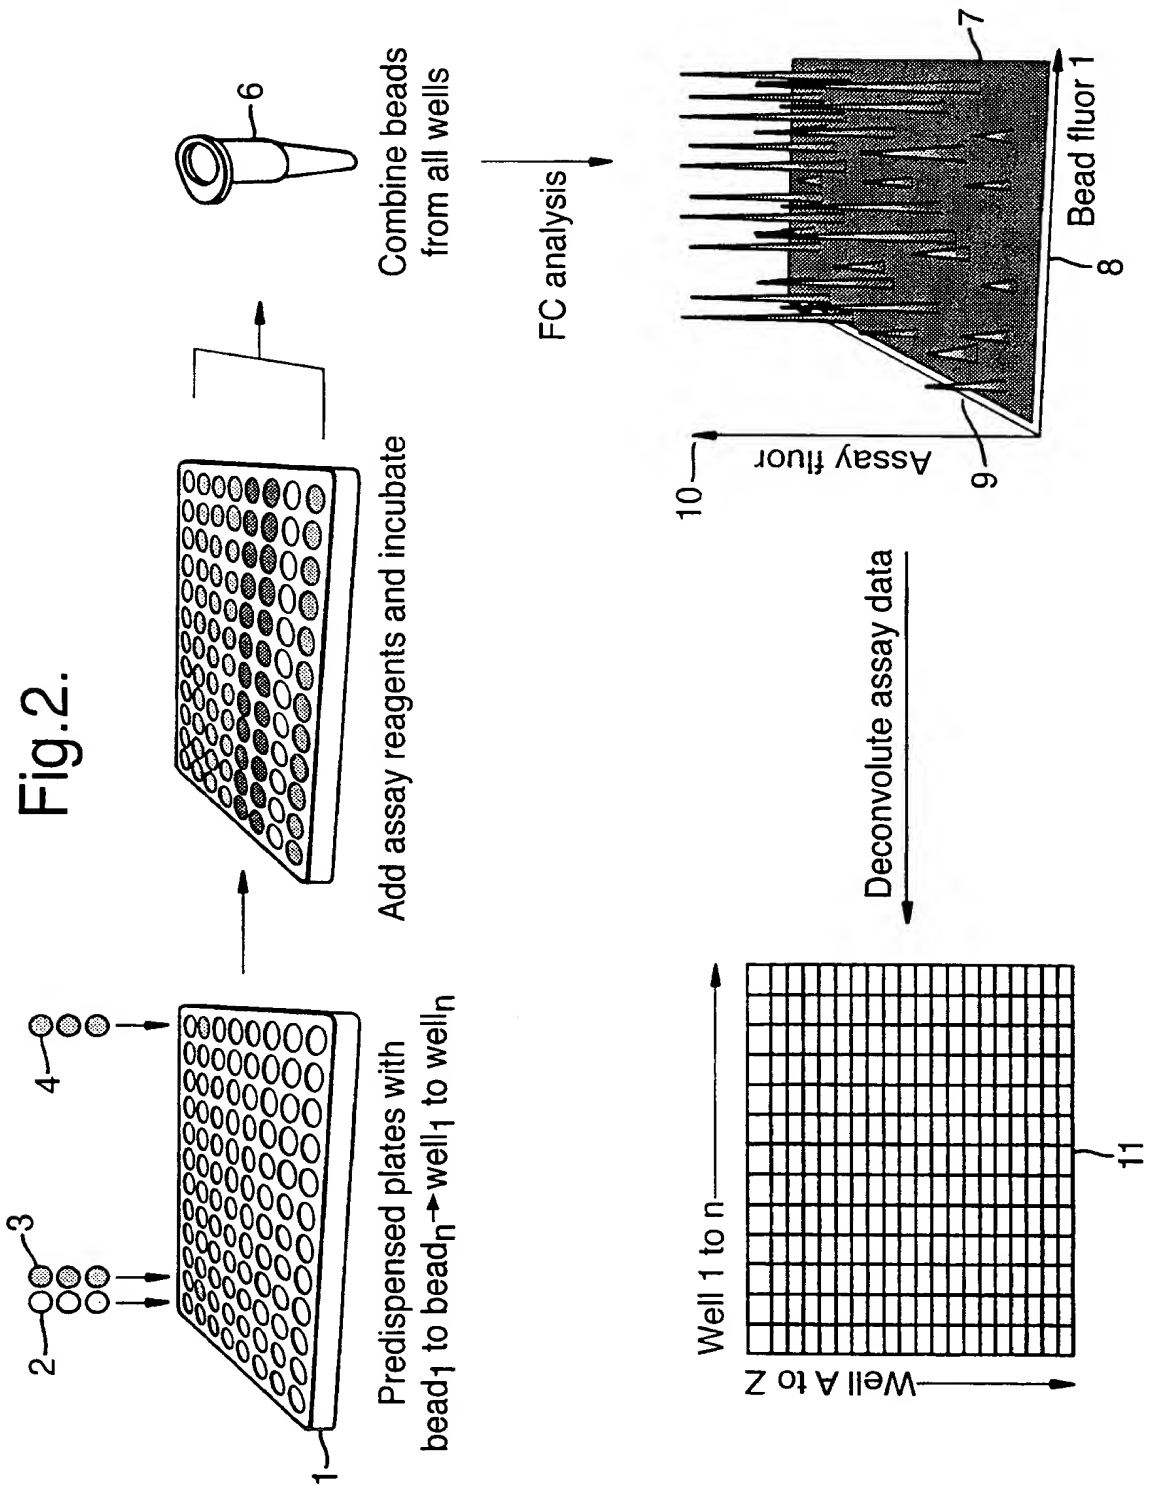 Fig.2.
2
3
4
1
Predispensed plates with
bead1 to beadn→well1 to welln
Add assay reagents and incubate
6
Combine beads
from all wells
FC analysis
10
Assay fluor
9
7
Bead fluor 1
8
Deconvolute assay data
Well 1 to n
Well A to Z
11